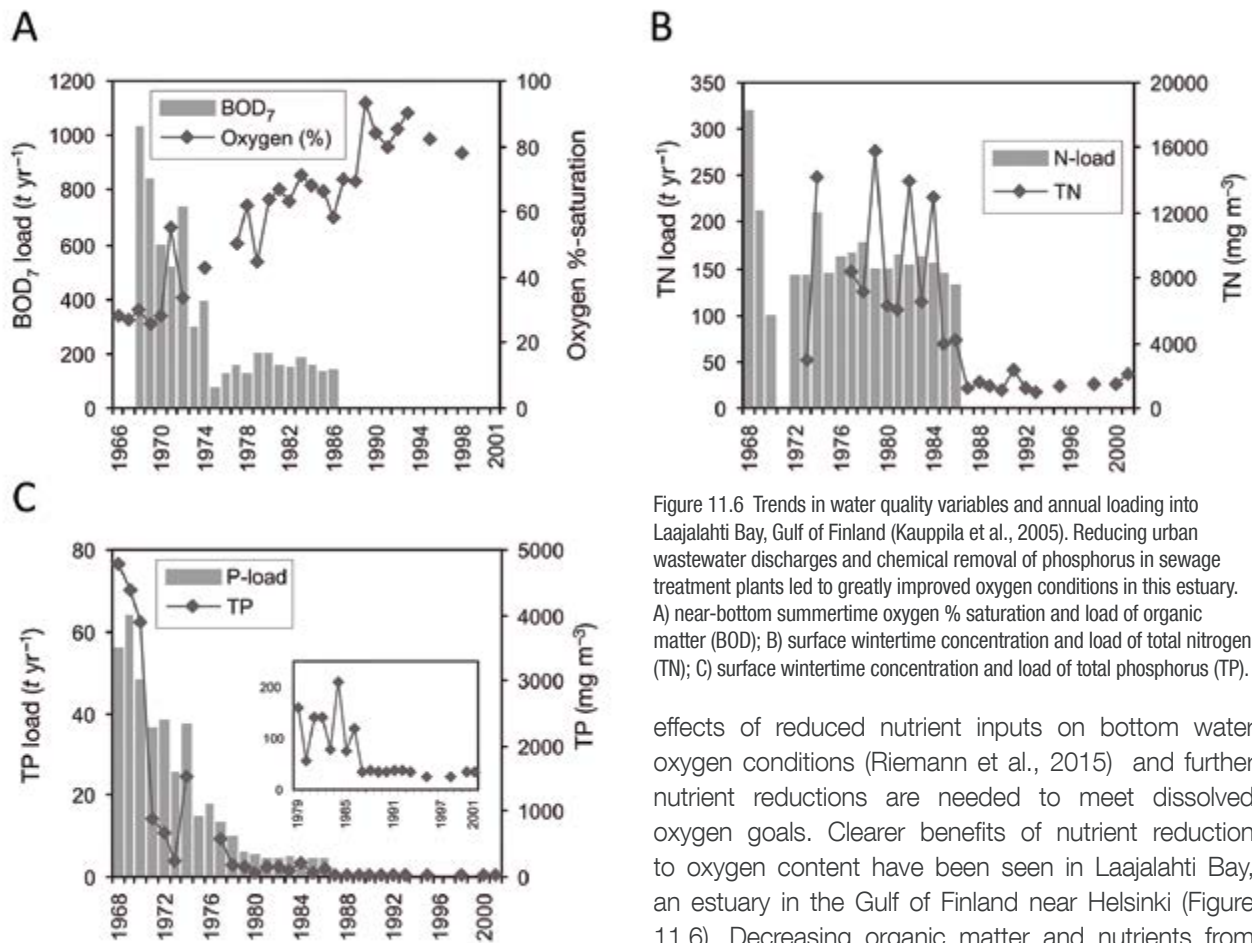 A
1200
1000
800
600
400
200
0
BOD₇ load (t yr⁻¹)
BOD₇
Oxygen (%)
100
80
60
40
20
0
Oxygen %-saturation
1966
1970
1974
1978
1982
1986
1990
1994
1998
2001
B
350
300
250
200
150
100
50
0
TN load (t yr⁻¹)
N-load
TN
20000
16000
12000
8000
4000
0
TN (mg m⁻³)
1968
1972
1976
1980
1984
1988
1992
1996
2000
C
80
60
40
20
0
TP load (t yr⁻¹)
P-load
TP
200
100
0
1979
1985
1991
1997
2001
5000
4000
3000
2000
1000
0
TP (mg m⁻³)
1968
1972
1976
1980
1984
1988
1992
1996
2000
Figure 11.6 Trends in water quality variables and annual loading into
Laajalahti Bay, Gulf of Finland (Kauppila et al., 2005). Reducing urban
wastewater discharges and chemical removal of phosphorus in sewage
treatment plants led to greatly improved oxygen conditions in this estuary.
A) near-bottom summertime oxygen % saturation and load of organic
matter (BOD); B) surface wintertime concentration and load of total nitrogen
(TN); C) surface wintertime concentration and load of total phosphorus (TP).
effects of reduced nutrient inputs on bottom water
oxygen conditions (Riemann et al., 2015) and further
nutrient reductions are needed to meet dissolved
oxygen goals. Clearer benefits of nutrient reduction
to oxygen content have been seen in Laajalahti Bay,
an estuary in the Gulf of Finland near Helsinki (Figure
11.6). Decreasing organic matter and nutrients from